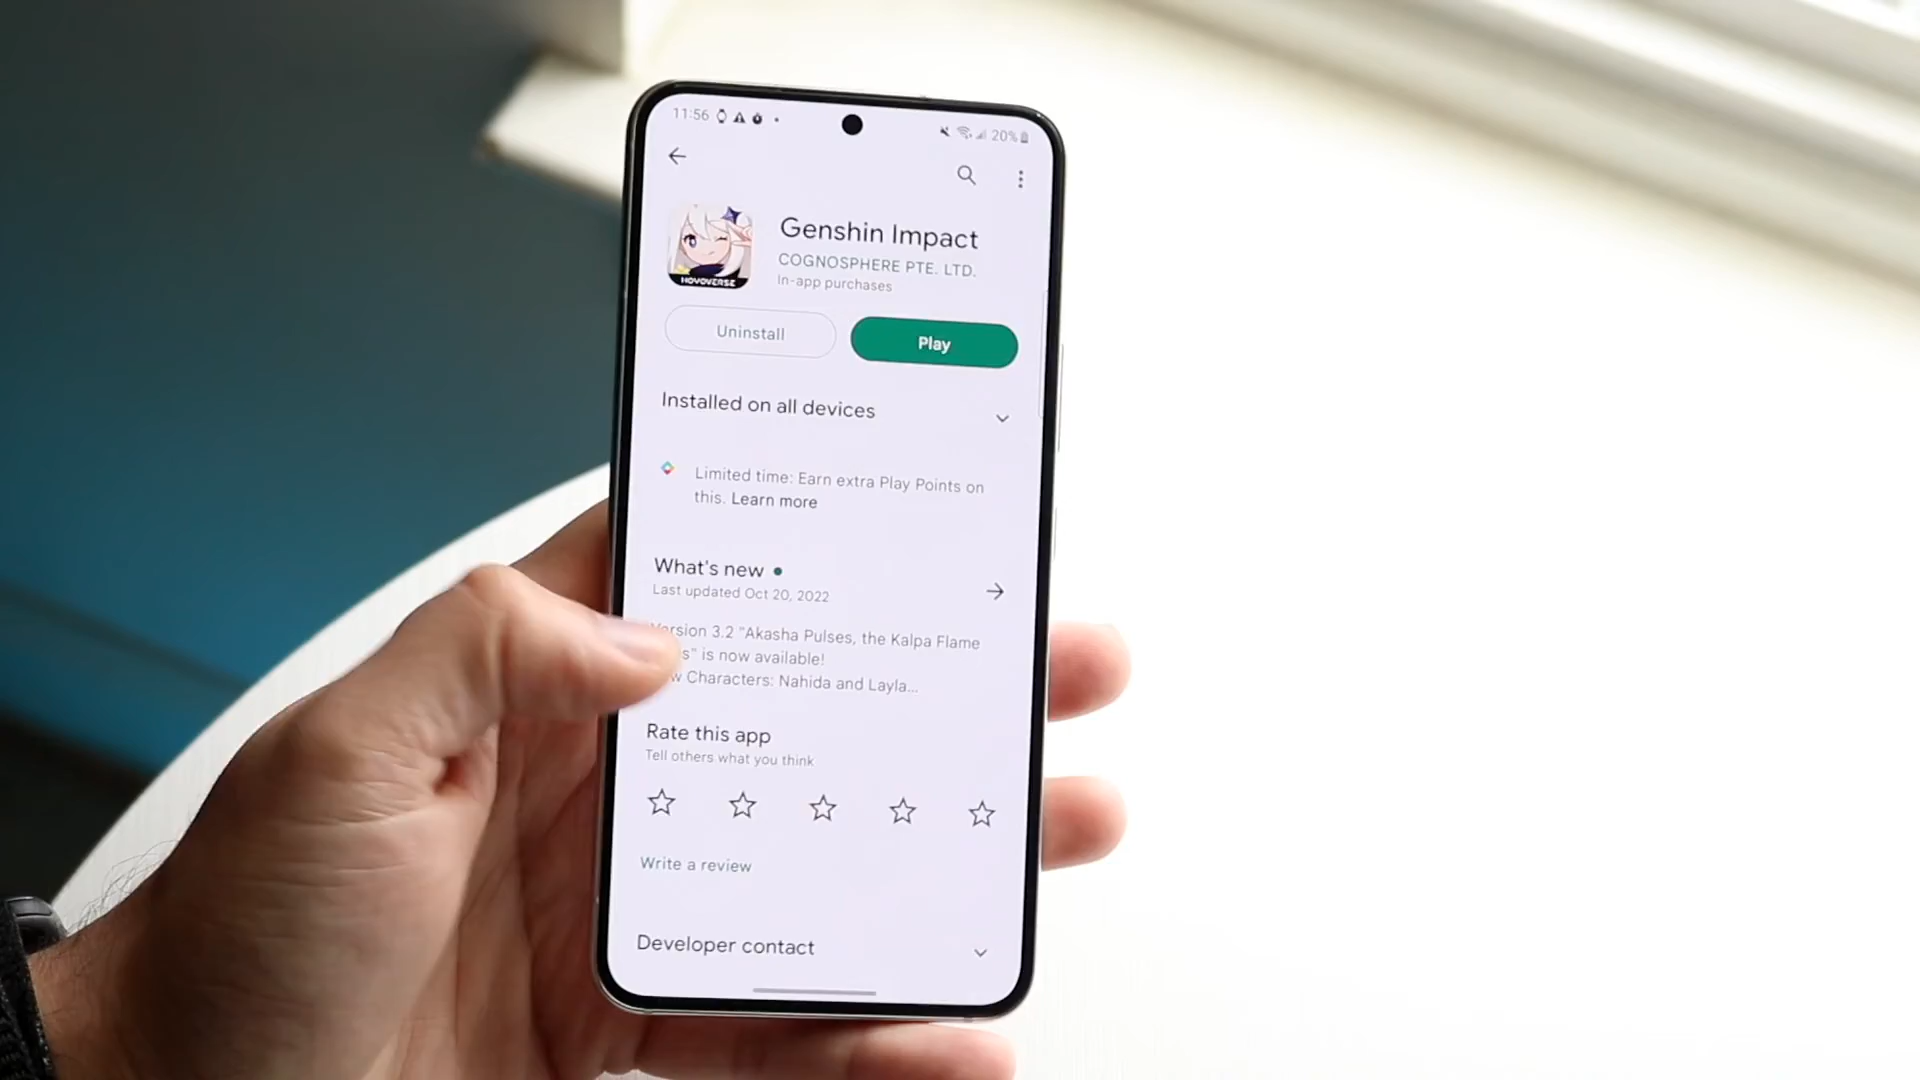 11:56
20%
Genshin Impact
COGNOSPHERE PTE. LTD.
In-app purchases
HOYOVERSE
Uninstall
Play
Installed on all devices
Limited time: Earn extra Play Points on
this. Learn more
What's new
Last updated Oct 20, 2022
Version 3.2 "Akasha Pulses, the Kalpa Flame
s" is now available!
w Characters: Nahida and Layla...
Rate this app
Tell others what you think
Write a review
Developer contact